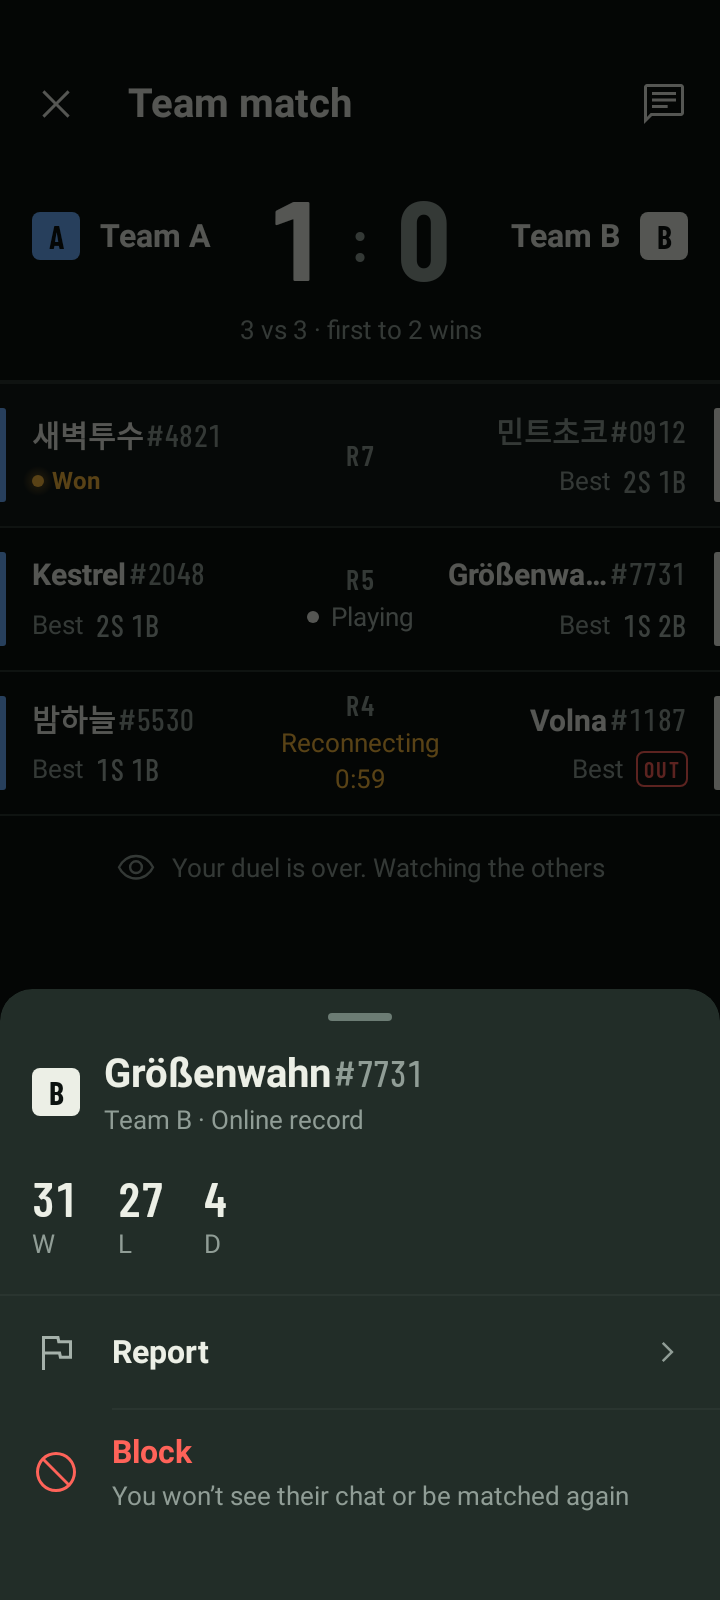 Team match
A Team A 1 : 0 Team B B
3 vs 3 · first to 2 wins
새벽투수#4821 R7 민트초코#0912
Won Best 2S 1B
Kestrel#2048 R5 Größenwa…#7731
Best 2S 1B Playing Best 1S 2B
밤하늘#5530 R4 Volna#1187
Best 1S 1B Reconnecting Best OUT
0:59
Your duel is over. Watching the others
B Größenwahn#7731
Team B · Online record
31 27 4
W L D
Report
Block
You won’t see their chat or be matched again